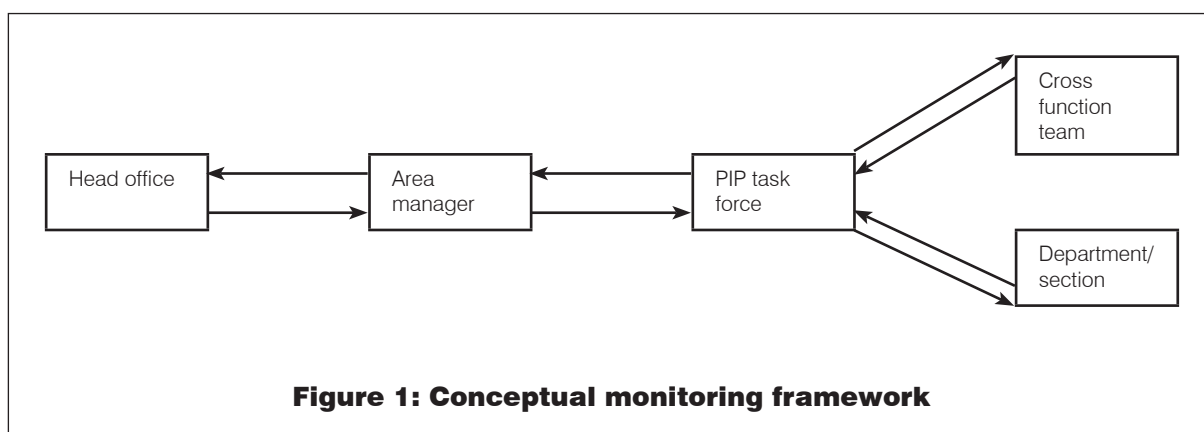 Cross
function
team
Head office
Area
manager
PIP task
force
Department/
section
Figure 1: Conceptual monitoring framework